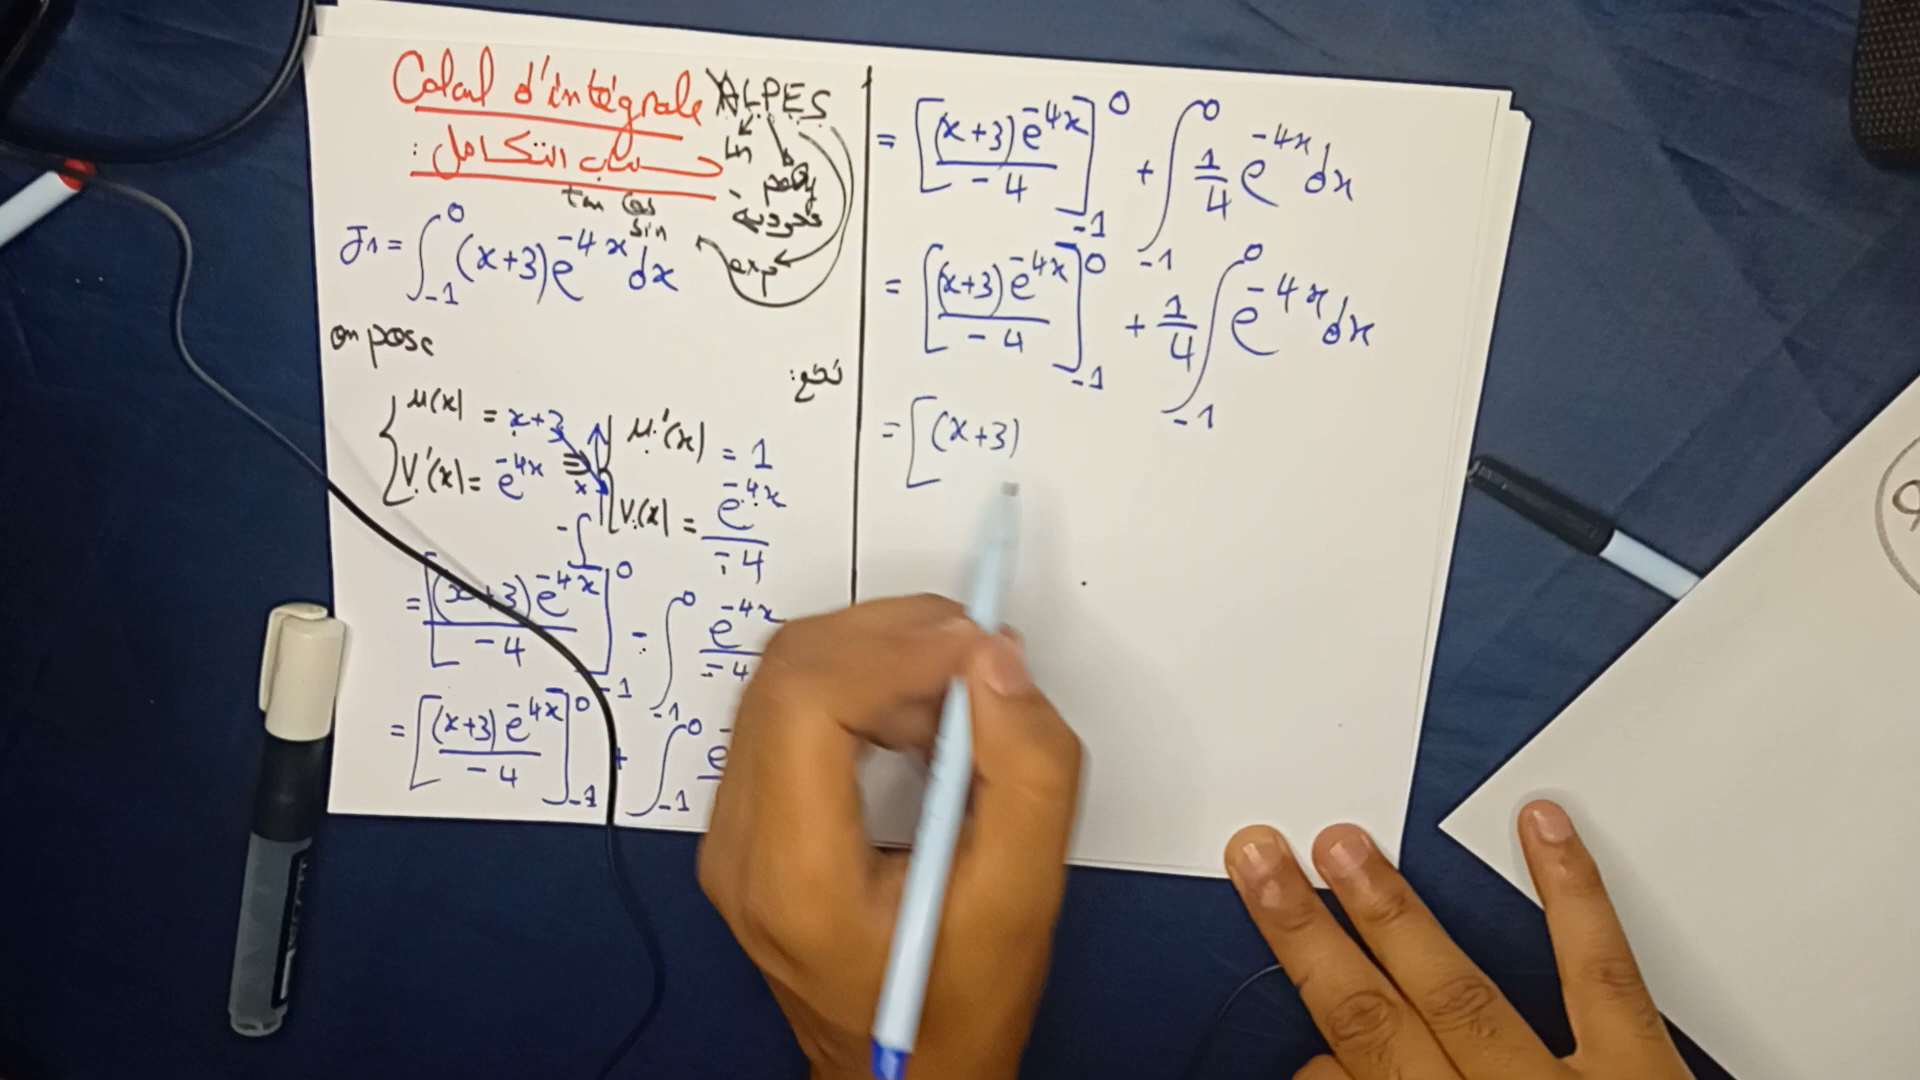 Calcul d'intégrale
حساب التكامل :
ALPES
ln
poly
حدودية
exp
tan cos
sin
J1 = ∫_{-1}^{0} (x+3) e^{-4x} dx
on pose
نضع :
{ u(x) = x+3
v'(x) = e^{-4x}
⇒ { u'(x) = 1
v(x) = e^{-4x} / -4
x
-∫
= [ (x+3) e^{-4x} / -4 ]_{-1}^{0} - ∫_{-1}^{0} e^{-4x} / -4
= [ (x+3) e^{-4x} / -4 ]_{-1}^{0} + ∫_{-1}^{0} e
= [ (x+3) e^{-4x} / -4 ]_{-1}^{0} + ∫_{-1}^{0} 1/4 e^{-4x} dx
= [ (x+3) e^{-4x} / -4 ]_{-1}^{0} + 1/4 ∫_{-1}^{0} e^{-4x} dx
= [ (x+3)